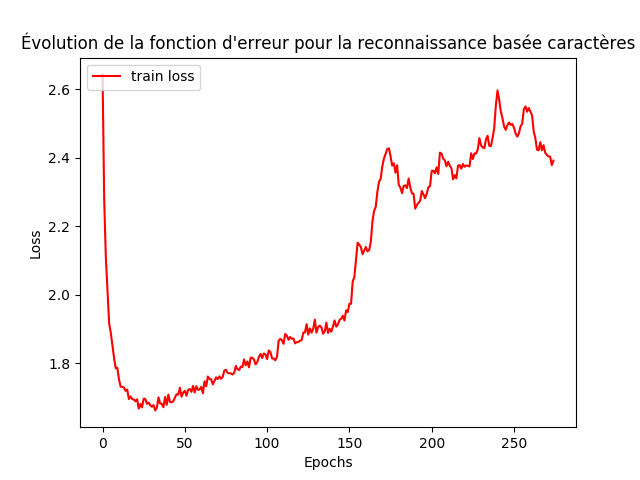 Évolution de la fonction d'erreur pour la reconnaissance basée caractères
train loss
2.6
2.4
2.2
2.0
1.8
Loss
0 50 100 150 200 250
Epochs